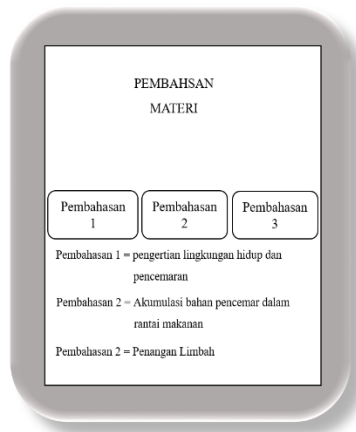 PEMBAHSAN
MATERI
Pembahasan 1
Pembahasan 2
Pembahasan 3
Pembahasan 1 = pengertian lingkungan hidup dan
pencemaran
Pembahasan 2 = Akumulasi bahan pencemar dalam
rantai makanan
Pembahasan 2 = Penangan Limbah